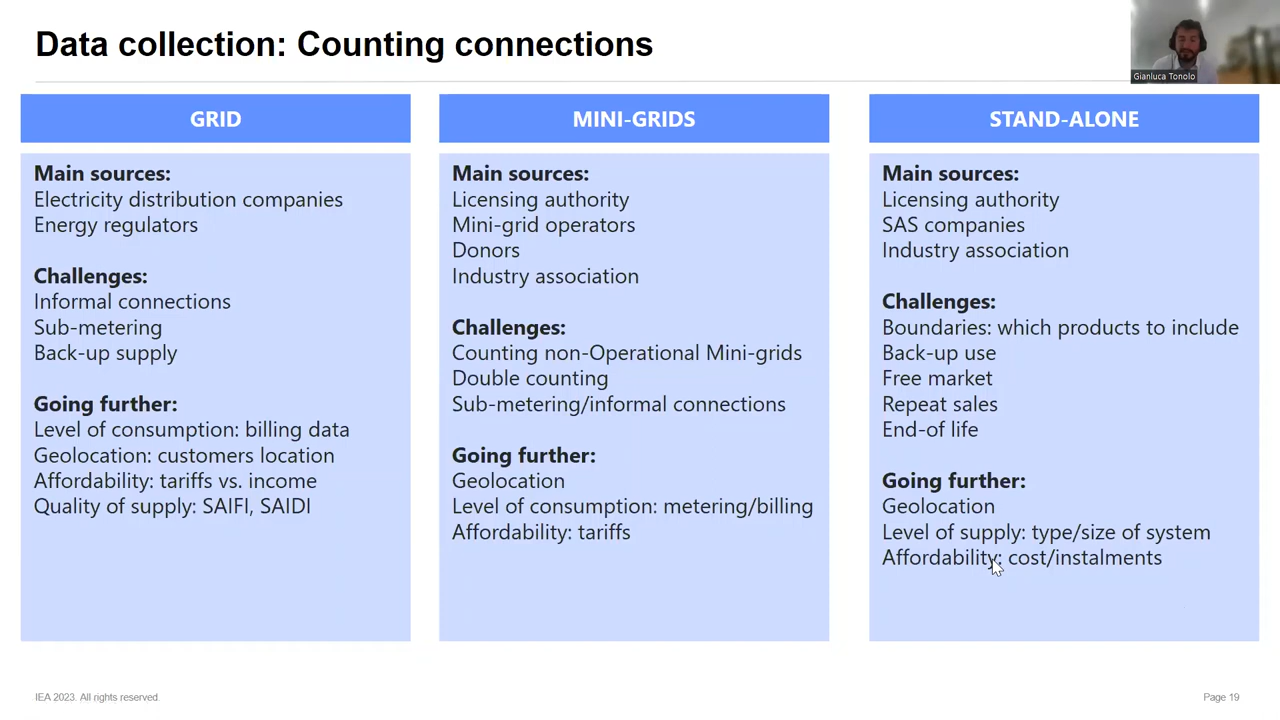 Data collection: Counting connections
Gianluca Tonolo
GRID
Main sources:
Electricity distribution companies
Energy regulators
Challenges:
Informal connections
Sub-metering
Back-up supply
Going further:
Level of consumption: billing data
Geolocation: customers location
Affordability: tariffs vs. income
Quality of supply: SAIFI, SAIDI
MINI-GRIDS
Main sources:
Licensing authority
Mini-grid operators
Donors
Industry association
Challenges:
Counting non-Operational Mini-grids
Double counting
Sub-metering/informal connections
Going further:
Geolocation
Level of consumption: metering/billing
Affordability: tariffs
STAND-ALONE
Main sources:
Licensing authority
SAS companies
Industry association
Challenges:
Boundaries: which products to include
Back-up use
Free market
Repeat sales
End-of life
Going further:
Geolocation
Level of supply: type/size of system
Affordability: cost/instalments
IEA 2023. All rights reserved.
Page 19